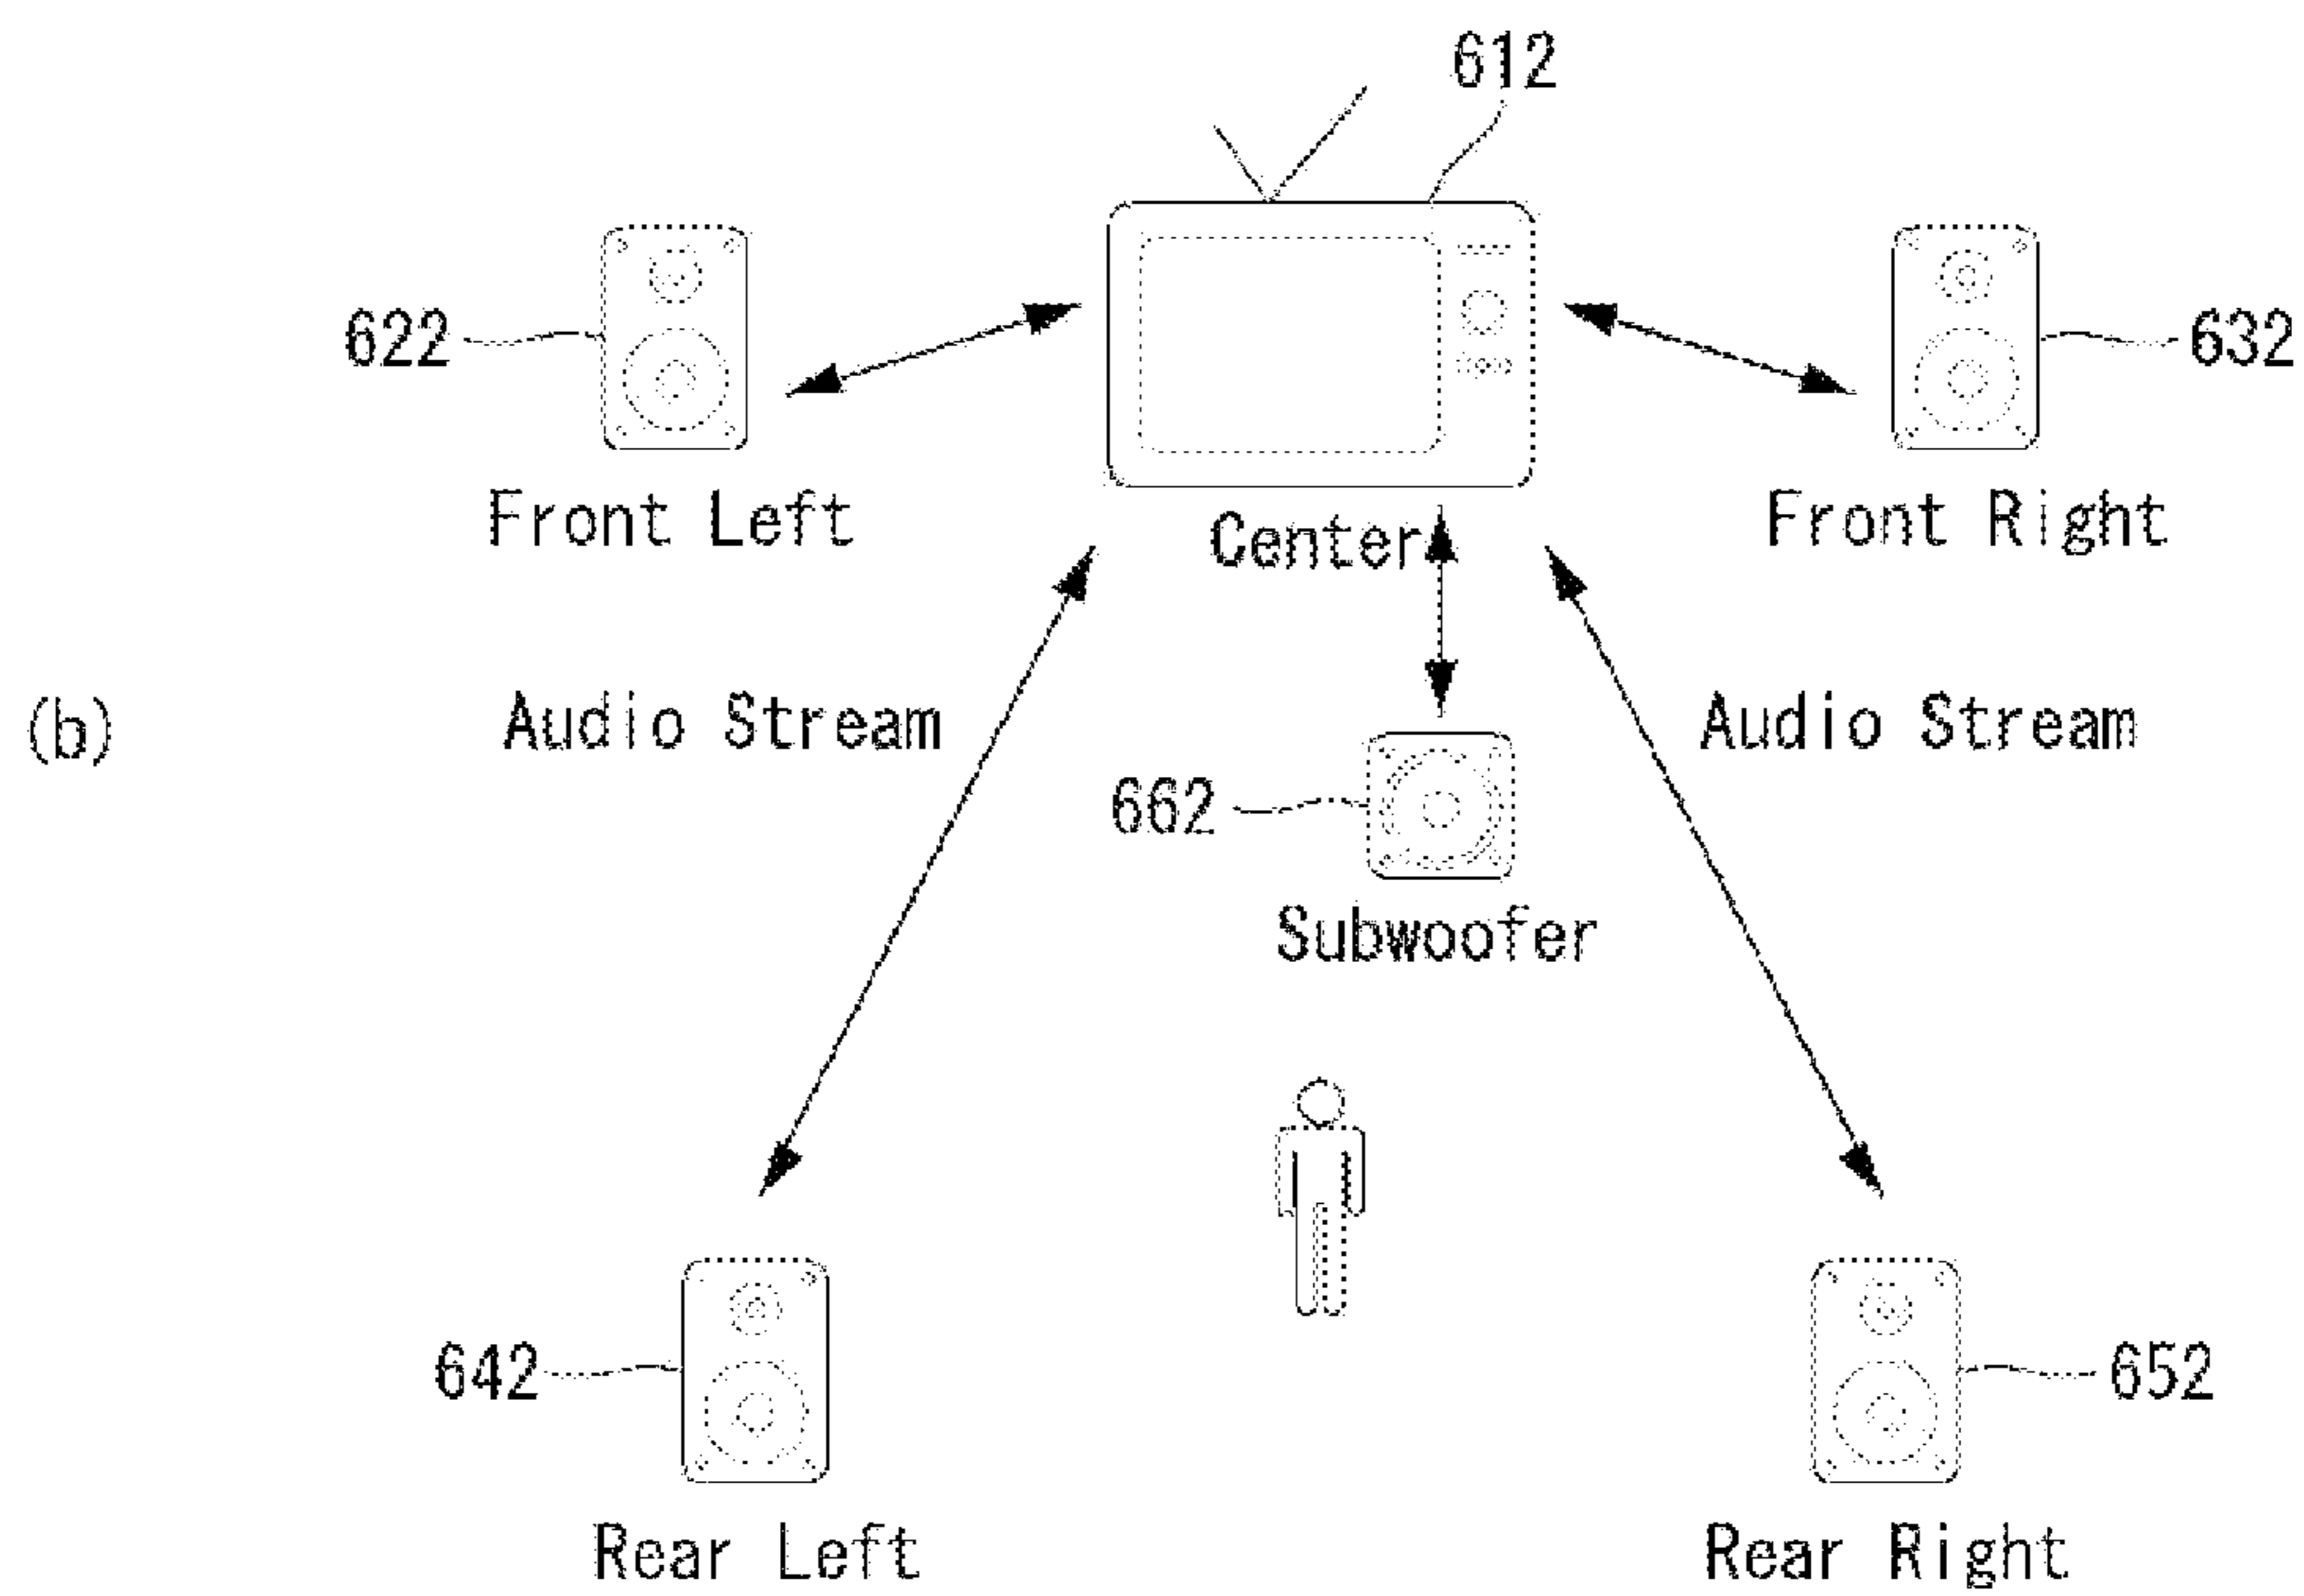 612
622
632
Front Left
Center
Front Right
(b)
Audio Stream
Audio Stream
662
Subwoofer
642
652
Rear Left
Rear Right